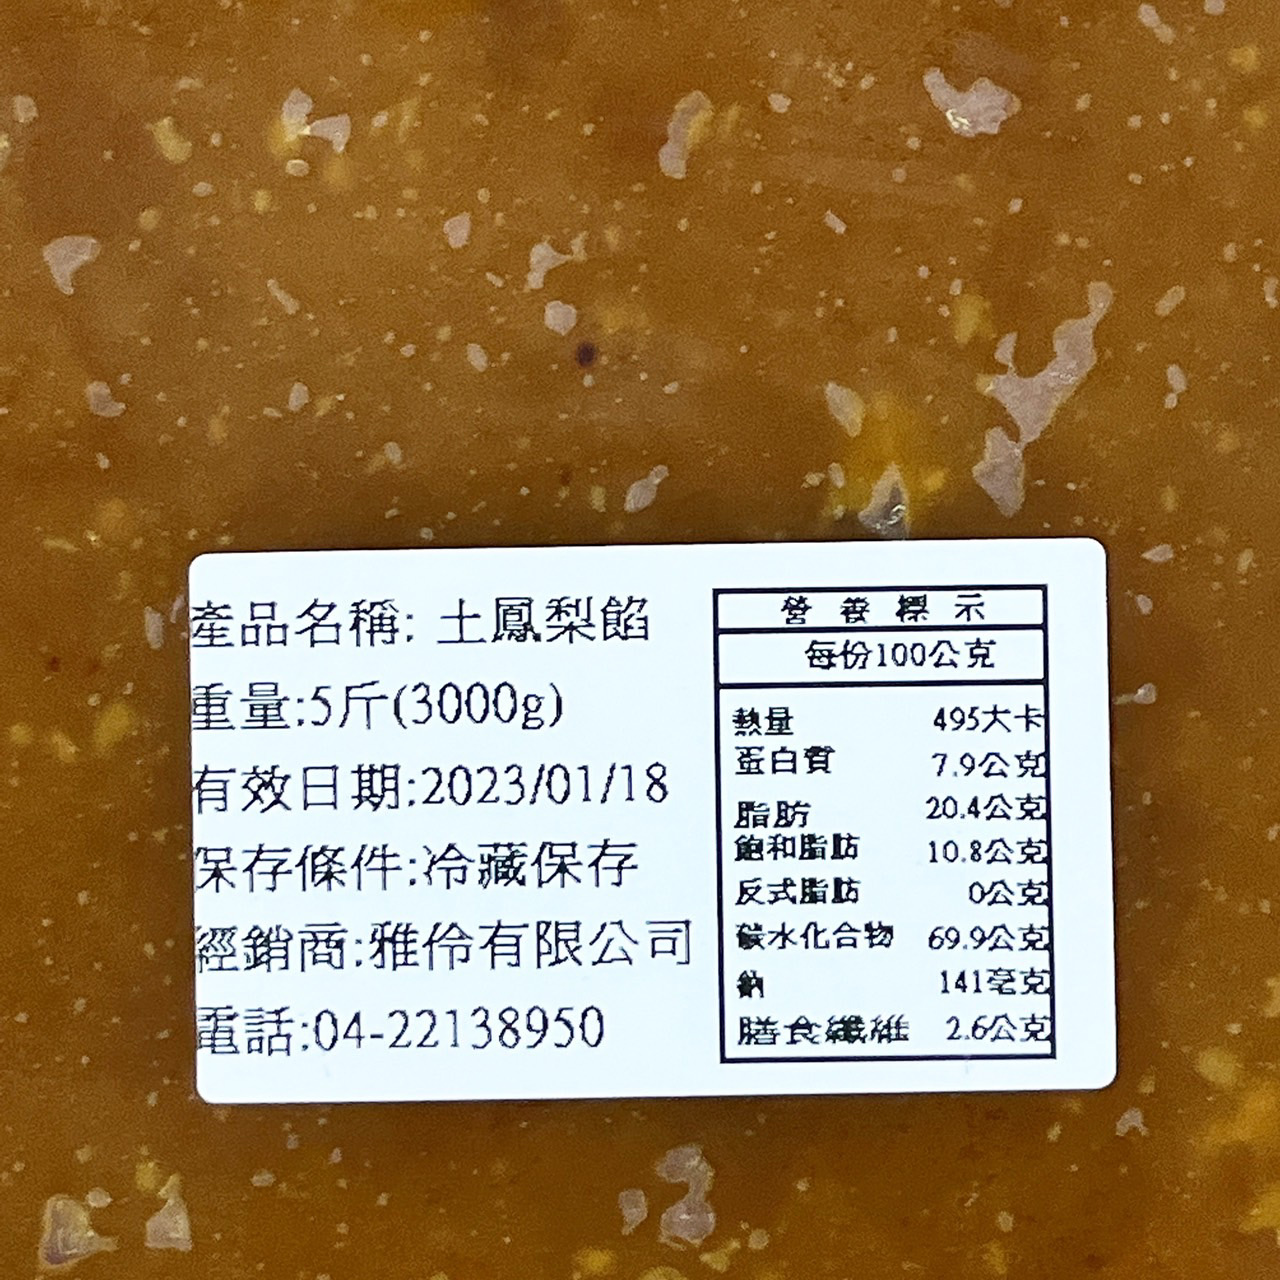 產品名稱: 土鳳梨餡
重量:5斤(3000g)
有效日期:2023/01/18
保存條件:冷藏保存
經銷商:雅伶有限公司
電話:04-22138950
營養標示
每份100公克
熱量 495大卡
蛋白質 7.9公克
脂肪 20.4公克
飽和脂肪 10.8公克
反式脂肪 0公克
碳水化合物 69.9公克
鈉 141毫克
膳食纖維 2.6公克